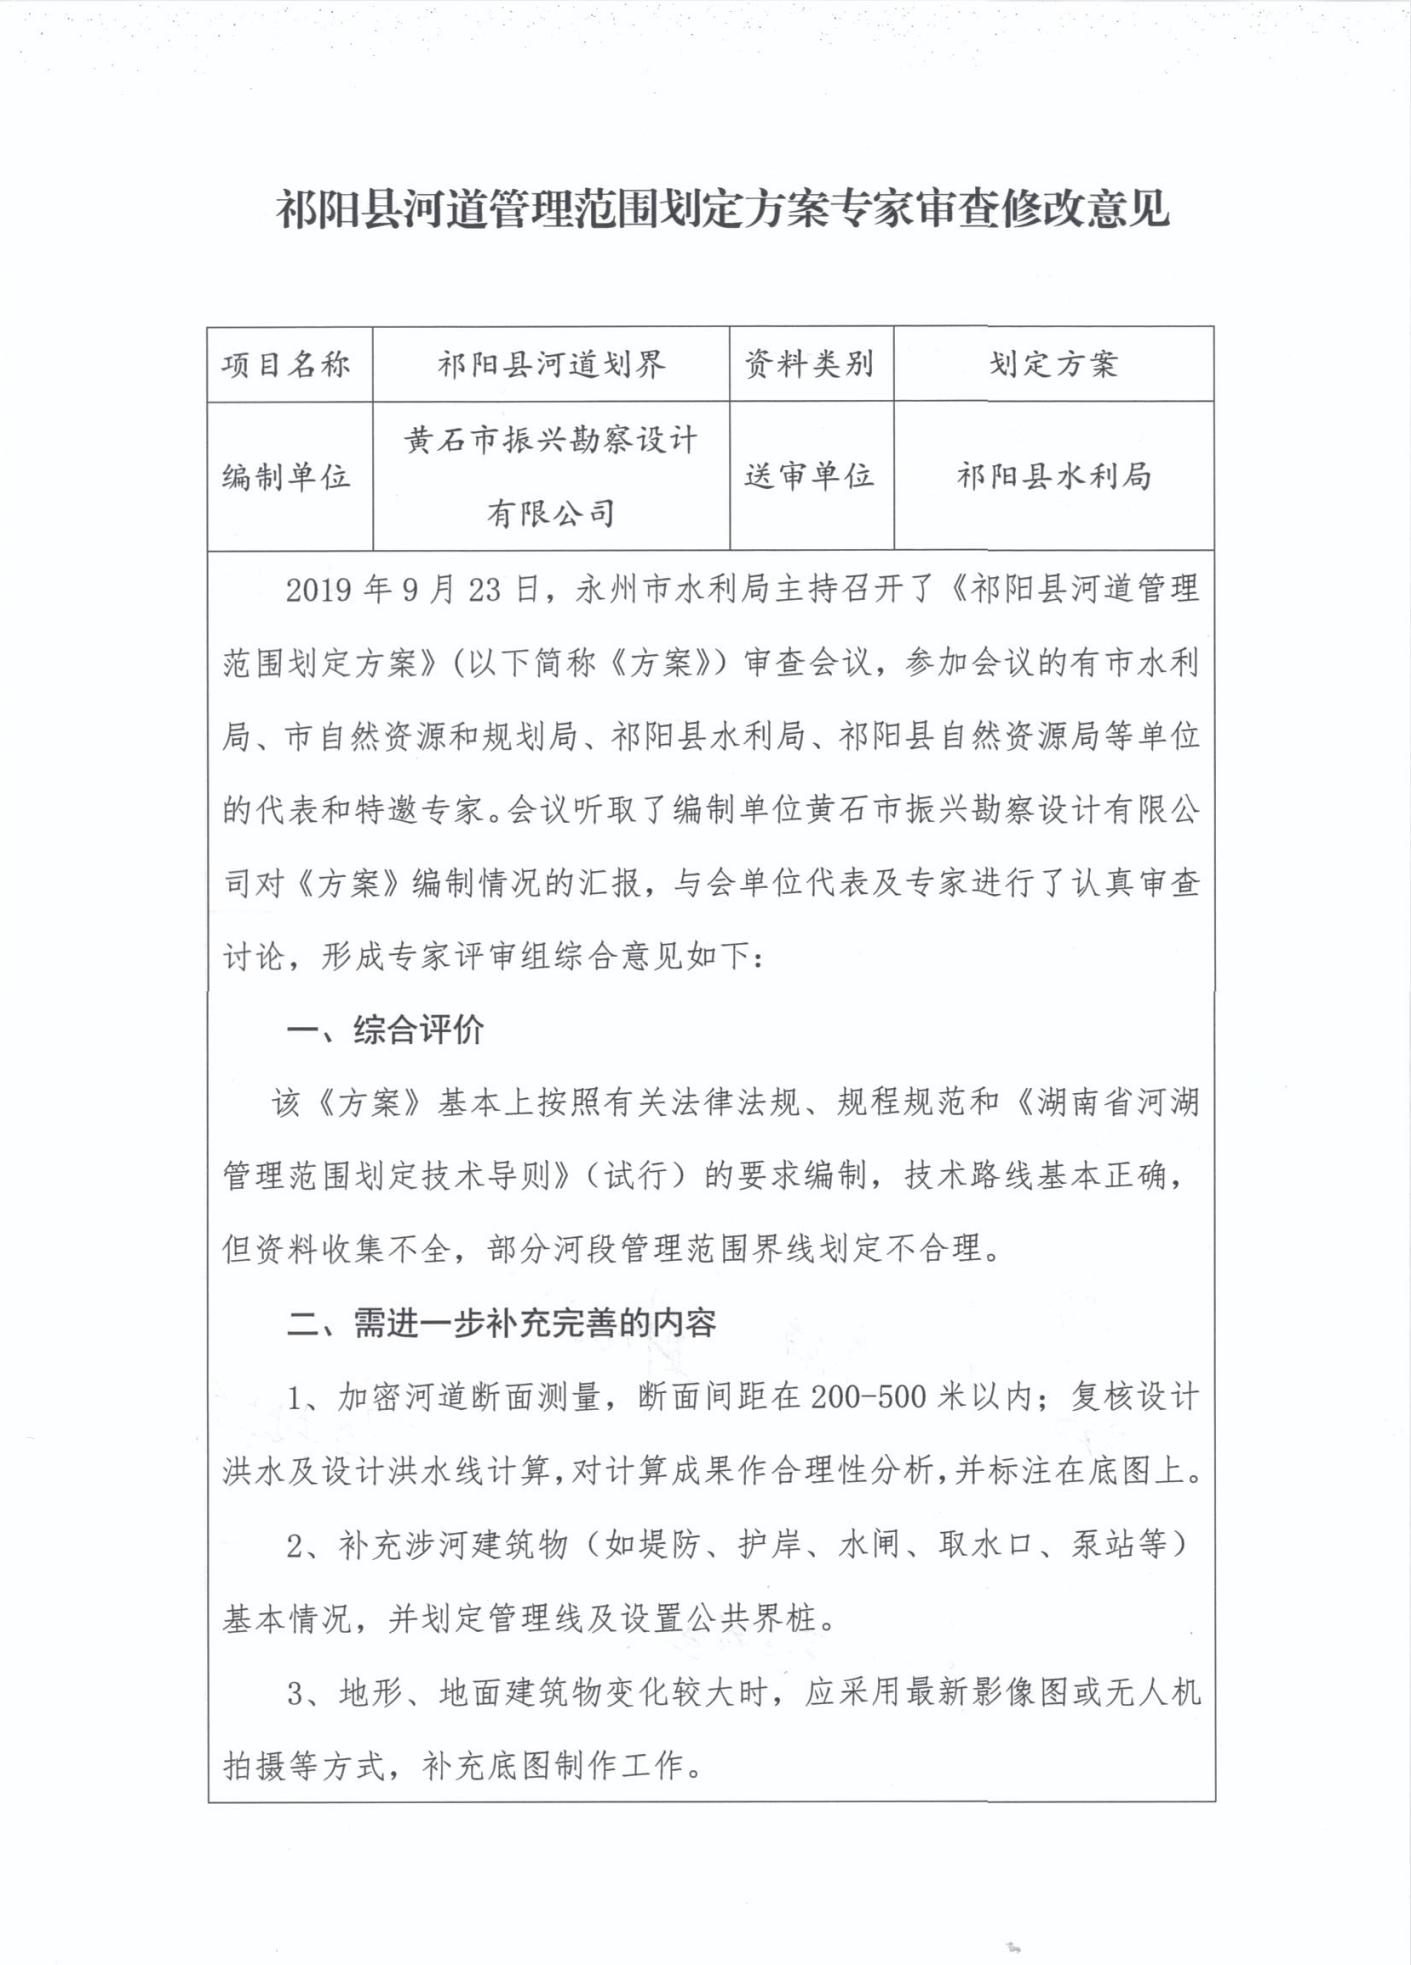 祁阳县河道管理范围划定方案专家审查修改意见
项目名称 祁阳县河道划界 资料类别 划定方案
编制单位 黄石市振兴勘察设计有限公司 送审单位 祁阳县水利局
2019 年 9 月 23 日，永州市水利局主持召开了《祁阳县河道管理
范围划定方案》(以下简称《方案》）审查会议，参加会议的有市水利
局、市自然资源和规划局、祁阳县水利局、祁阳县自然资源局等单位
的代表和特邀专家。会议听取了编制单位黄石市振兴勘察设计有限公
司对《方案》编制情况的汇报，与会单位代表及专家进行了认真审查
讨论，形成专家评审组综合意见如下：
一、综合评价
该《方案》基本上按照有关法律法规、规程规范和《湖南省河湖
管理范围划定技术导则》（试行）的要求编制，技术路线基本正确，
但资料收集不全，部分河段管理范围界线划定不合理。
二、需进一步补充完善的内容
1、加密河道断面测量，断面间距在 200-500 米以内；复核设计
洪水及设计洪水线计算，对计算成果作合理性分析，并标注在底图上。
2、补充涉河建筑物（如堤防、护岸、水闸、取水口、泵站等）
基本情况，并划定管理线及设置公共界桩。
3、地形、地面建筑物变化较大时，应采用最新影像图或无人机
拍摄等方式，补充底图制作工作。